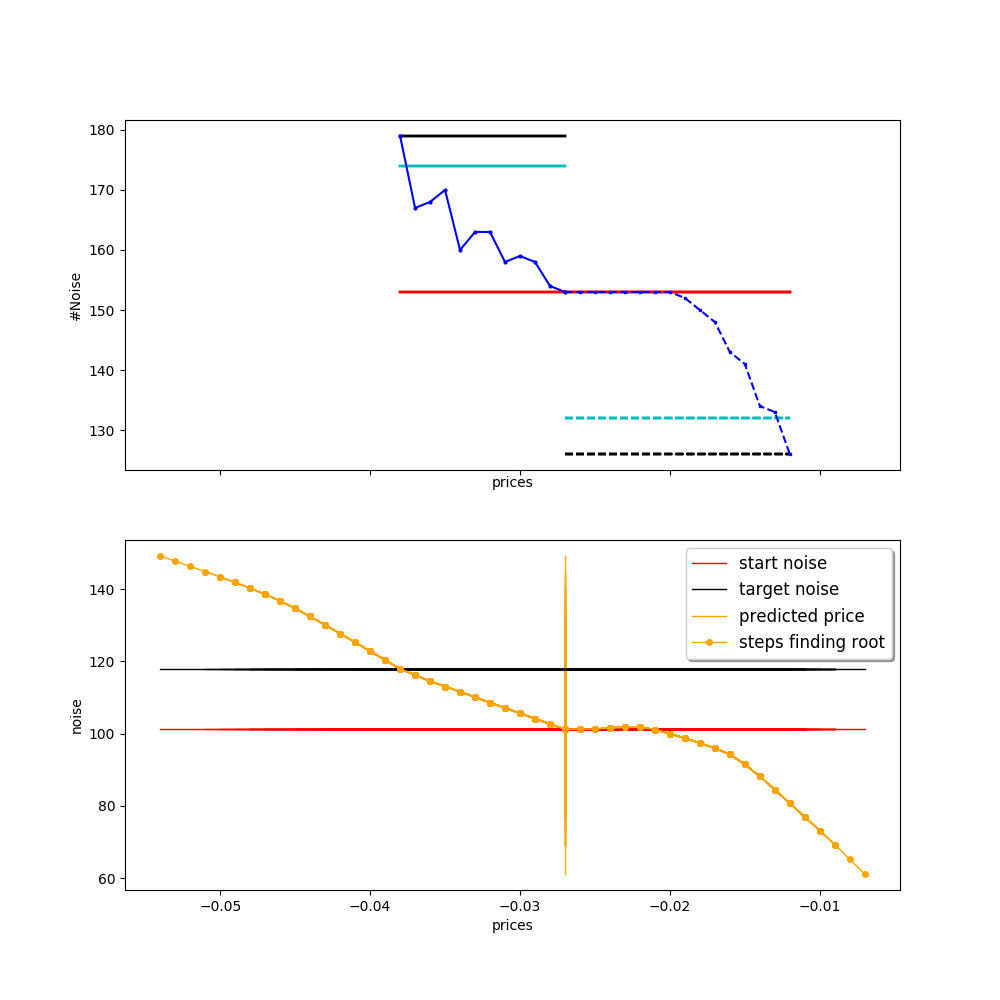 180
170
160
150
140
130
#Noise
prices
140
120
100
80
60
noise
start noise
target noise
predicted price
steps finding root
−0.05 −0.04 −0.03 −0.02 −0.01
prices